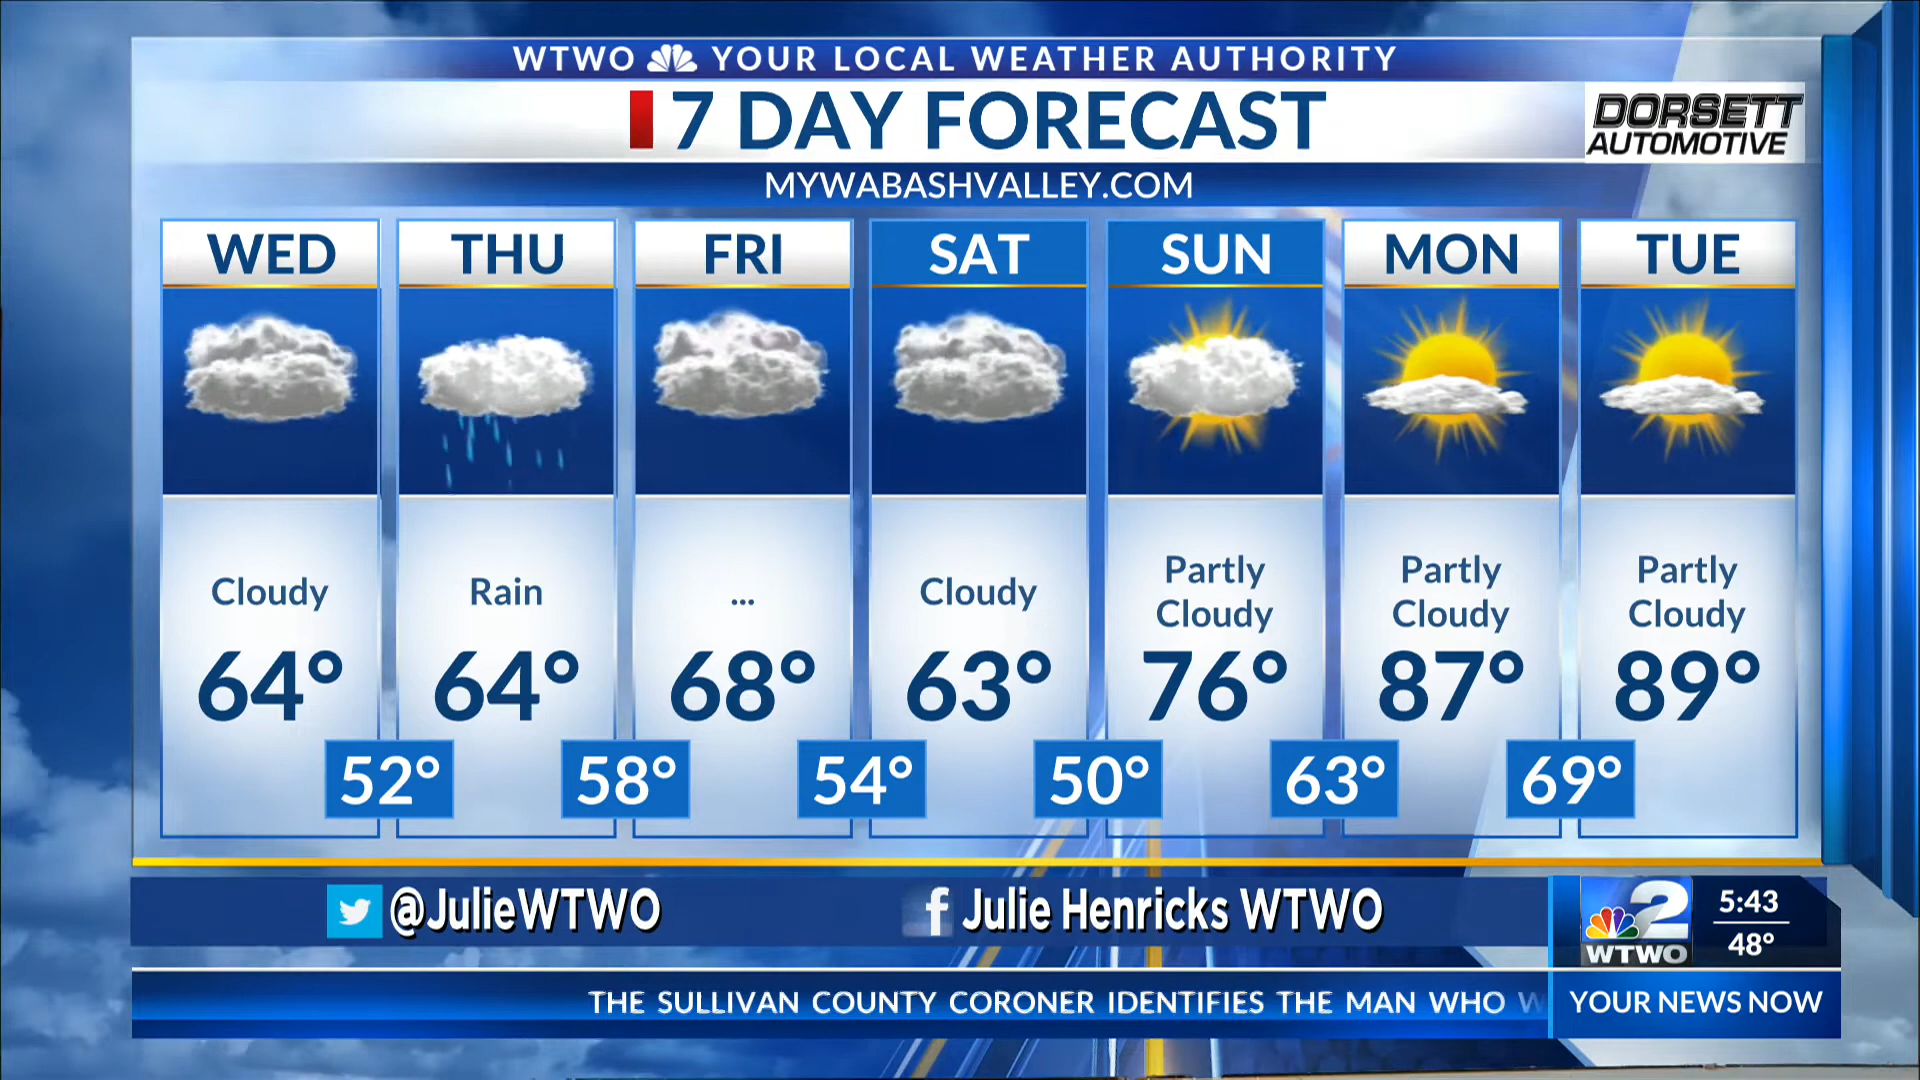 WTWO YOUR LOCAL WEATHER AUTHORITY
7 DAY FORECAST
DORSETT
AUTOMOTIVE
MYWABASHVALLEY.COM
WED THU FRI SAT SUN MON TUE
Cloudy Rain ... Cloudy Partly Cloudy Partly Cloudy Partly Cloudy
64° 64° 68° 63° 76° 87° 89°
52° 58° 54° 50° 63° 69°
@JulieWTWO
f Julie Henricks WTWO
2
WTWO
5:43
48°
THE SULLIVAN COUNTY CORONER IDENTIFIES THE MAN WHO
YOUR NEWS NOW